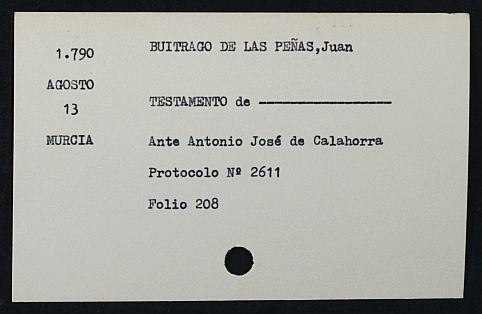 1.790
AGOSTO
13
MURCIA
BUITRAGO DE LAS PEÑAS,Juan
TESTAMENTO de -------------------
Ante Antonio José de Calahorra
Protocolo Nº 2611
Folio 208